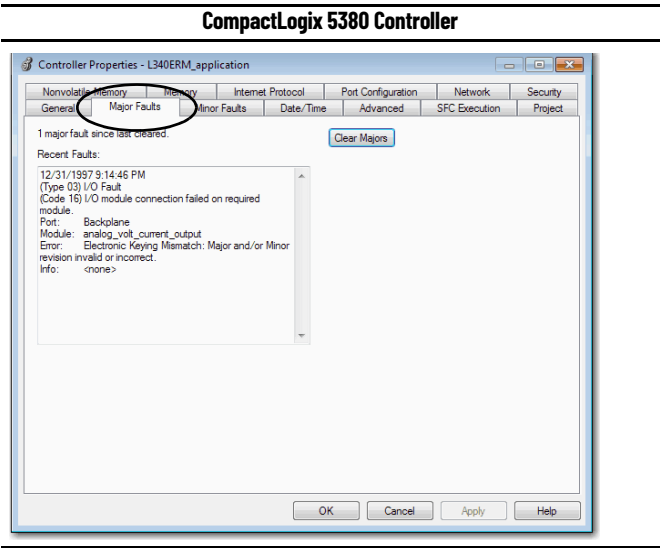 CompactLogix 5380 Controller
Controller Properties - L340ERM_application
Nonvolatile Memory Memory Internet Protocol Port Configuration Network Security
General Major Faults Minor Faults Date/Time Advanced SFC Execution Project
1 major fault since last cleared.
Clear Majors
Recent Faults:
12/31/1997 9:14:46 PM
(Type 03) I/O Fault
(Code 16) I/O module connection failed on required
module.
Port: Backplane
Module: analog_volt_current_output
Error: Electronic Keying Mismatch: Major and/or Minor
revision invalid or incorrect.
Info: <none>
OK Cancel Apply Help